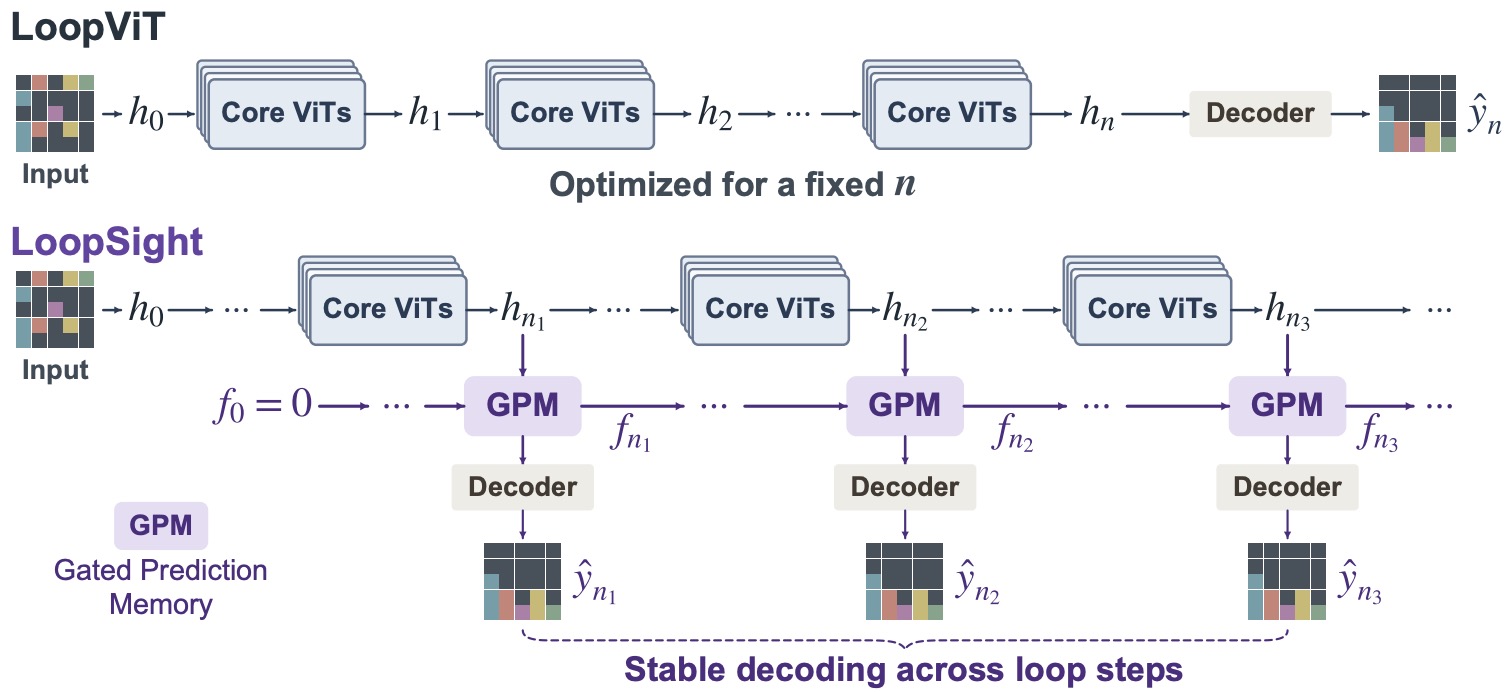 LoopViT
h₀ Core ViTs h₁ Core ViTs h₂ ... Core ViTs hₙ Decoder ŷₙ
Input
Optimized for a fixed n
LoopSight
h₀ ... Core ViTs hₙ₁ ... Core ViTs hₙ₂ ... Core ViTs hₙ₃ ...
Input
f₀ = 0 ... GPM fₙ₁ ... GPM fₙ₂ ... GPM fₙ₃ ...
Decoder Decoder Decoder
GPM
Gated Prediction
Memory
ŷₙ₁ ŷₙ₂ ŷₙ₃
Stable decoding across loop steps